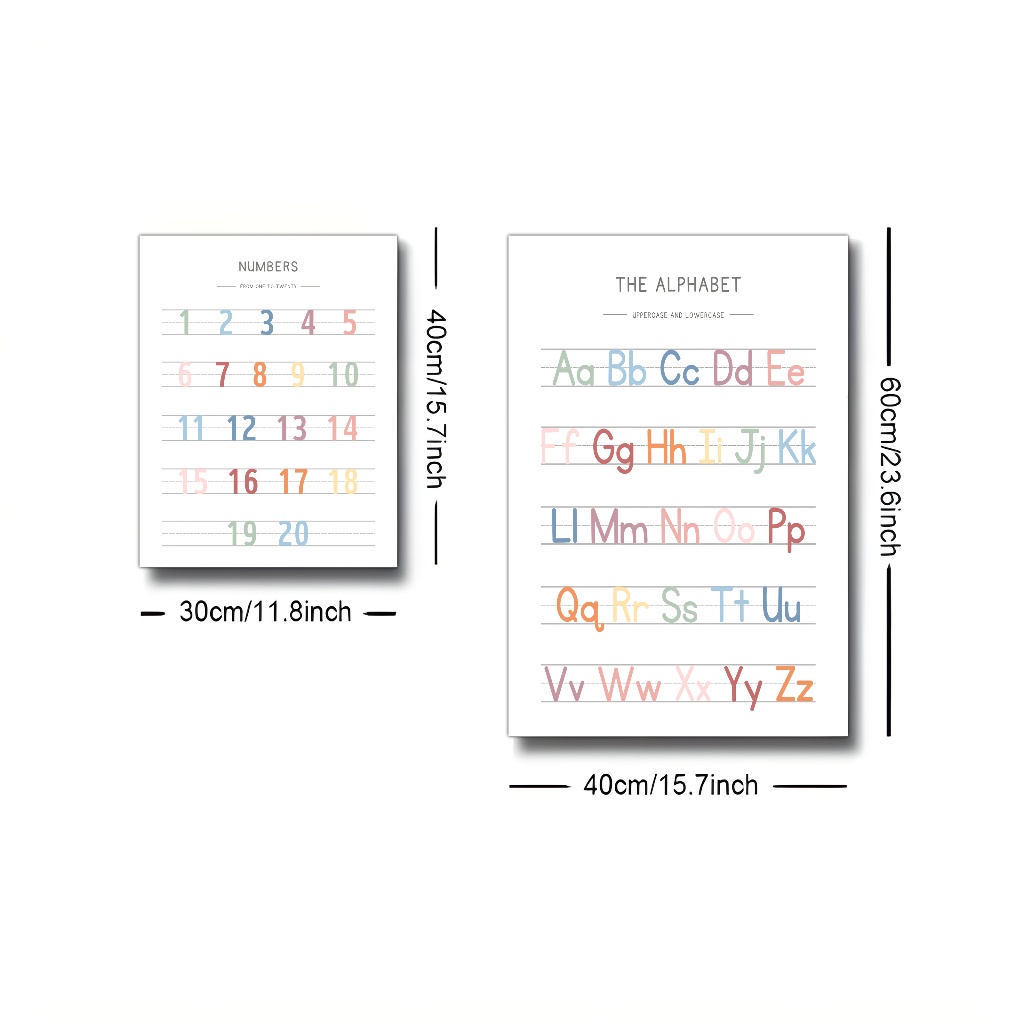 NUMBERS
FROM ONE TO TWENTY
1 2 3 4 5
6 7 8 9 10
11 12 13 14
15 16 17 18
19 20
40cm/15.7inch
30cm/11.8inch
THE ALPHABET
UPPERCASE AND LOWERCASE
Aa Bb Cc Dd Ee
Ff Gg Hh Ii Jj Kk
Ll Mm Nn Oo Pp
Qq Rr Ss Tt Uu
Vv Ww Xx Yy Zz
60cm/23.6inch
40cm/15.7inch